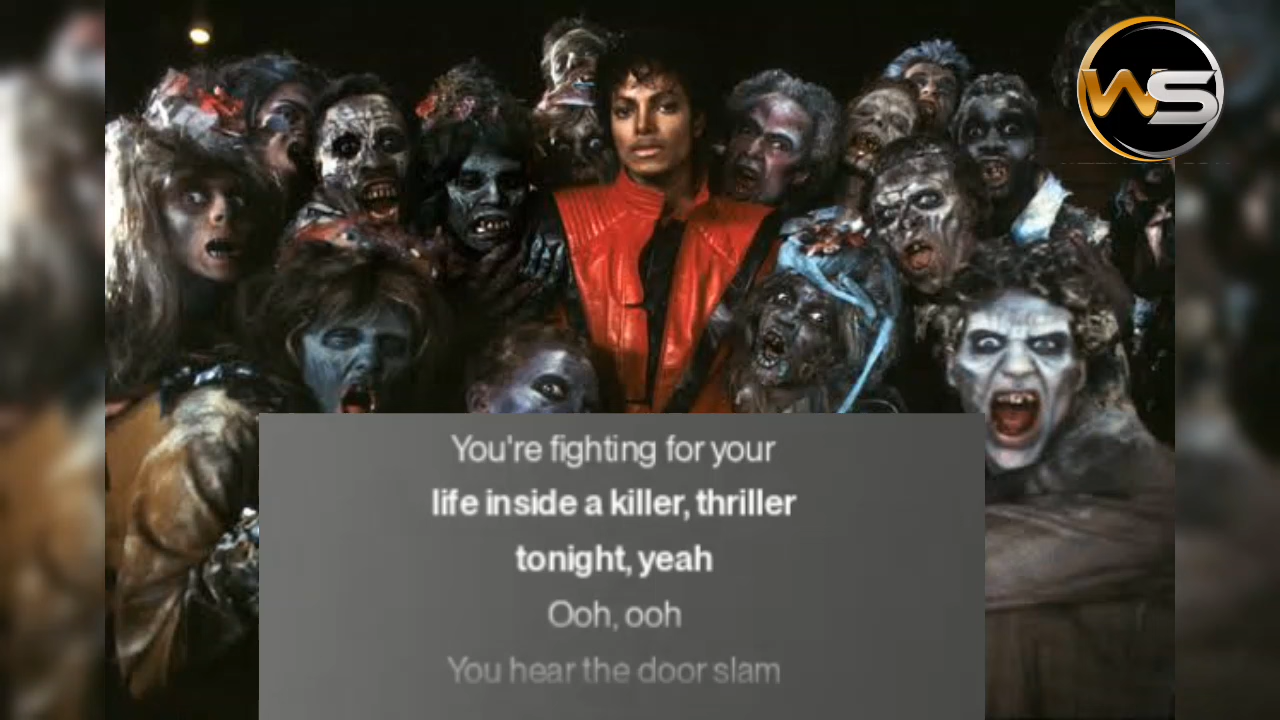 WS
You're fighting for your
life inside a killer, thriller
tonight, yeah
Ooh, ooh
You hear the door slam